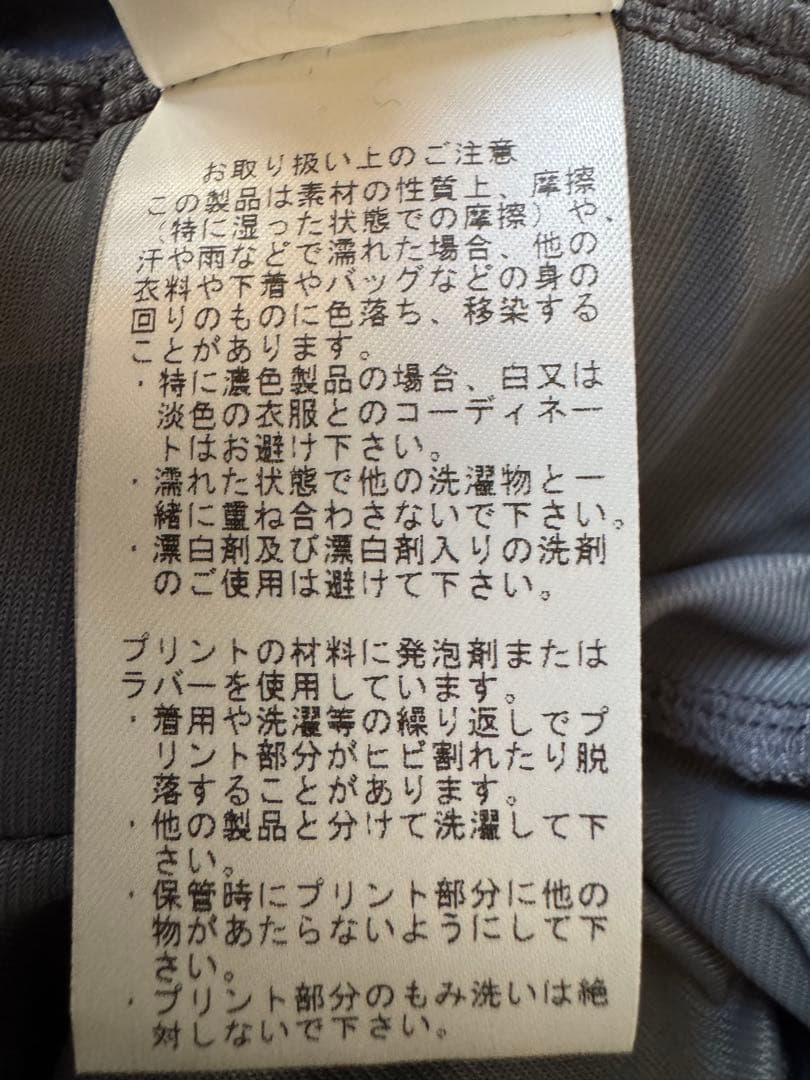 お取り扱い上のご注意
この製品は素材の性質上、摩擦
（特に湿った状態での摩擦）や、
汗や雨などで濡れた場合、他の
衣料や下着やバッグなどの身の
回りのものに色落ち、移染する
ことがあります。
・特に濃色製品の場合、白又は
淡色の衣服とのコーディネー
トはお避け下さい。
・濡れた状態で他の洗濯物と一
緒に重ね合わさないで下さい。
・漂白剤及び漂白剤入りの洗剤
のご使用は避けて下さい。
プリントの材料に発泡剤または
ラバーを使用しています。
・着用や洗濯等の繰り返しでプ
リント部分がヒビ割れたり脱
落することがあります。
・他の製品と分けて洗濯して下
さい。
・保管時にプリント部分に他の
物があたらないようにして下
さい。
・プリント部分のもみ洗いは絶
対しないで下さい。